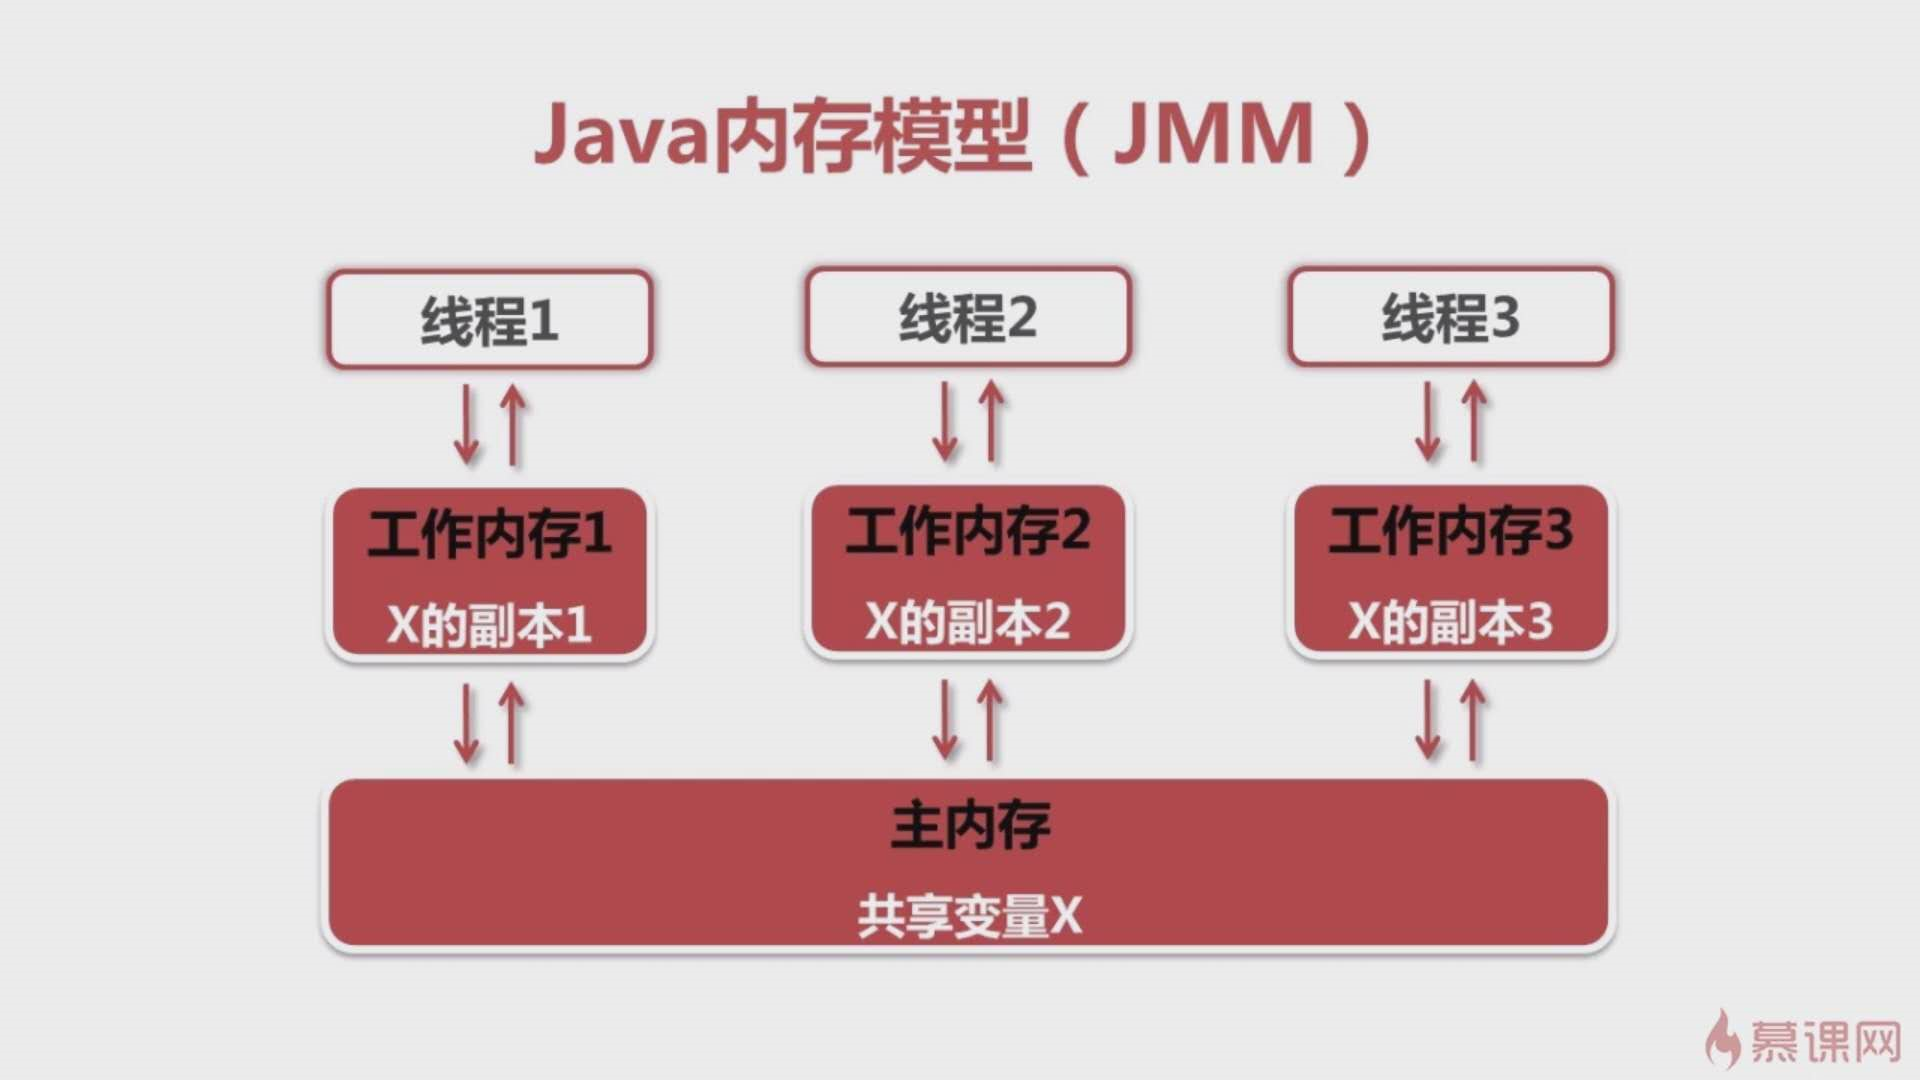 Java内存模型（JMM）
线程1
线程2
线程3
工作内存1
X的副本1
工作内存2
X的副本2
工作内存3
X的副本3
主内存
共享变量X
慕课网